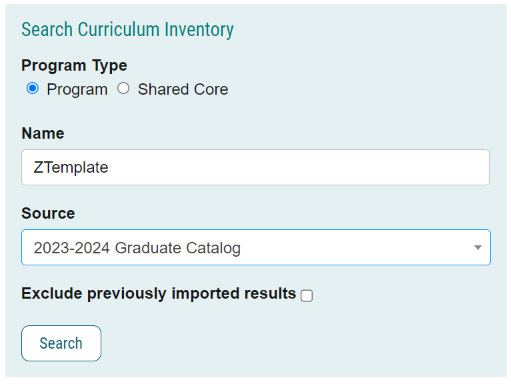 Search Curriculum Inventory
Program Type
Program Shared Core
Name
ZTemplate
Source
2023-2024 Graduate Catalog
Exclude previously imported results
Search